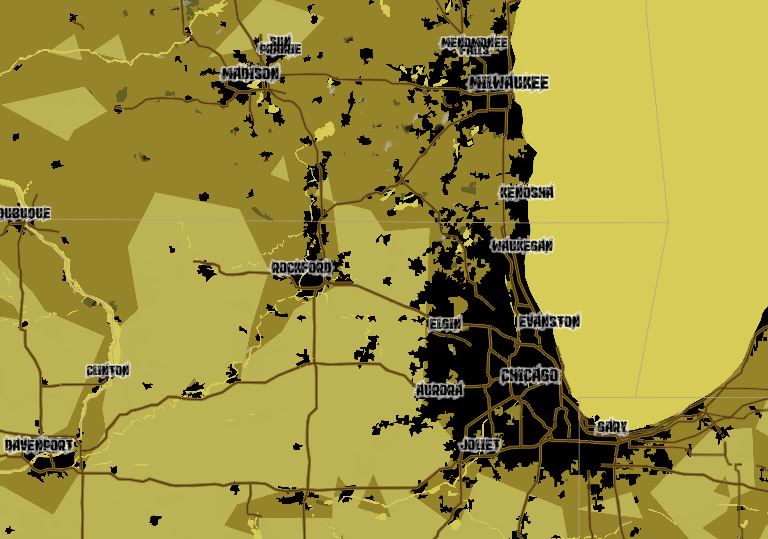 SUN
PRAIRIE
MENOMONEE
FALLS
MADISON
MILWAUKEE
KENOSHA
DUBUQUE
WAUKEGAN
ROCKFORD
ELGIN
EVANSTON
CLINTON
CHICAGO
AURORA
GARY
DAVENPORT
JOLIET